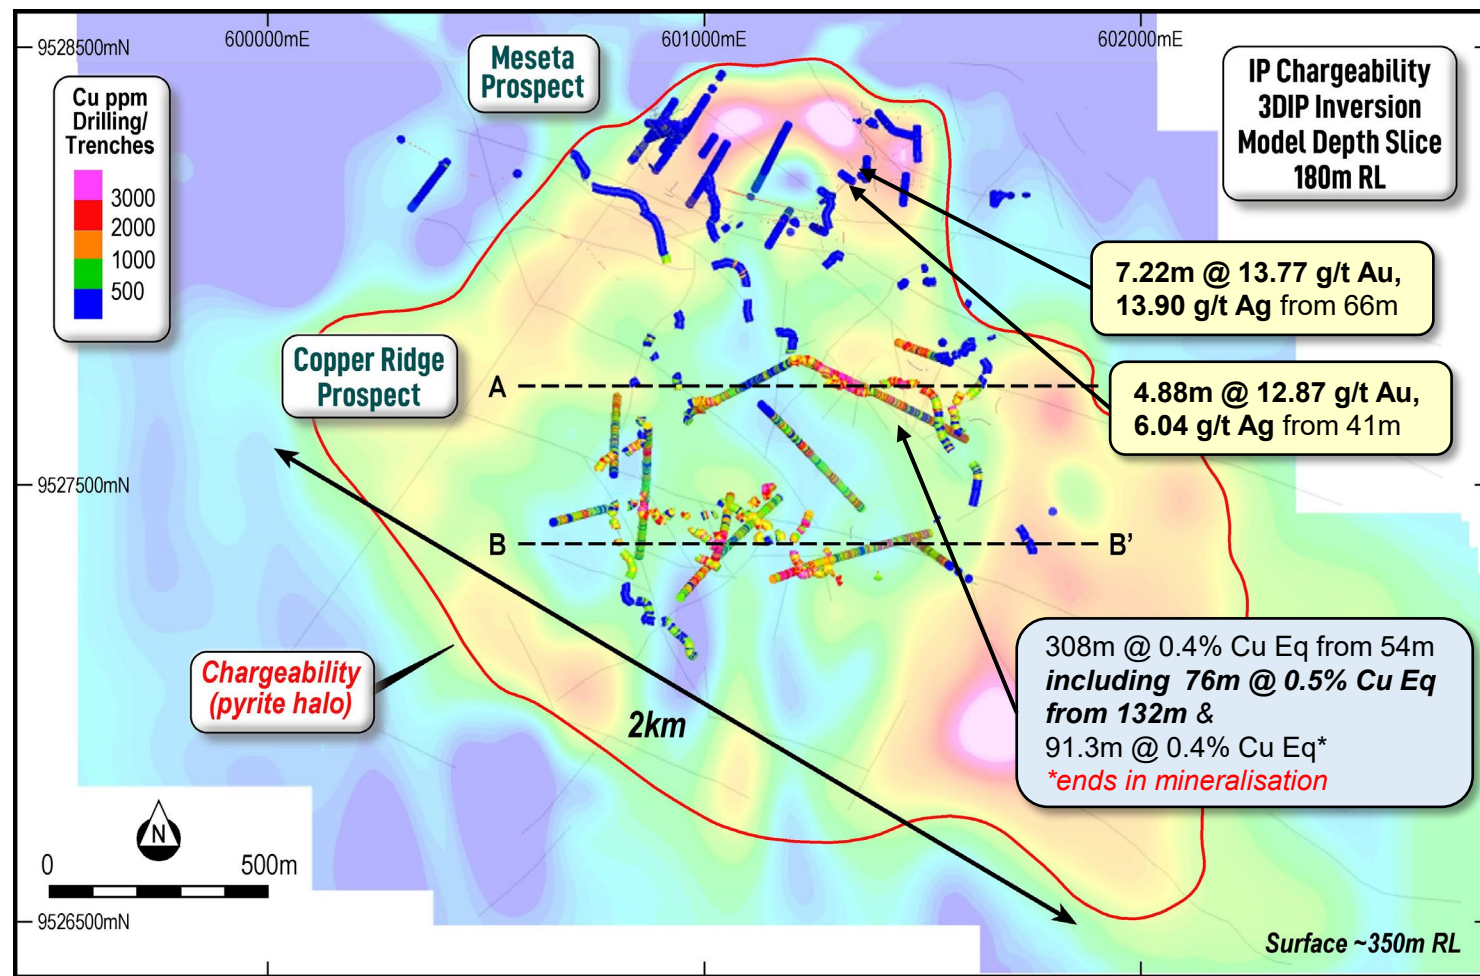 600000mE
601000mE
602000mE
9528500mN
Meseta
Prospect
IP Chargeability
3DIP Inversion
Model Depth Slice
180m RL
Cu ppm
Drilling/
Trenches
3000
2000
1000
500
7.22m @ 13.77 g/t Au,
13.90 g/t Ag from 66m
Copper Ridge
Prospect
A
4.88m @ 12.87 g/t Au,
6.04 g/t Ag from 41m
9527500mN
B
B'
308m @ 0.4% Cu Eq from 54m
including 76m @ 0.5% Cu Eq
from 132m &
91.3m @ 0.4% Cu Eq*
*ends in mineralisation
Chargeability
(pyrite halo)
2km
N
0
500m
9526500mN
Surface ~350m RL